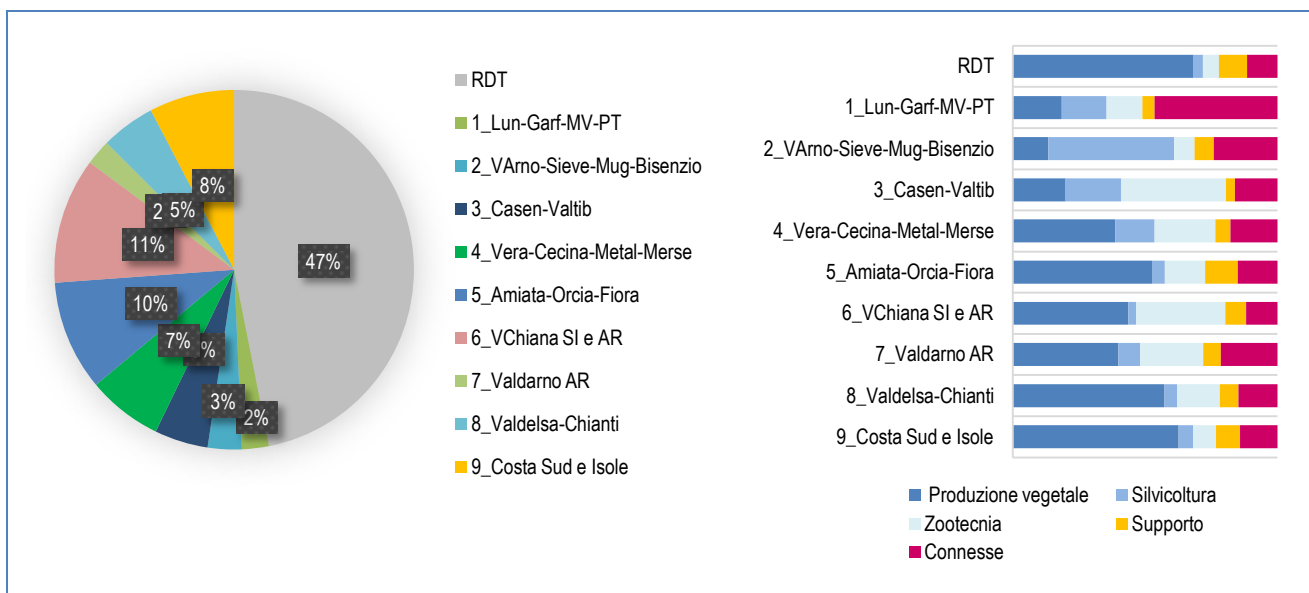 RDT
1_Lun-Garf-MV-PT
2_VArno-Sieve-Mug-Bisenzio
3_Casen-Valtib
4_Vera-Cecina-Metal-Merse
5_Amiata-Orcia-Fiora
6_VChiana SI e AR
7_Valdarno AR
8_Valdelsa-Chianti
9_Costa Sud e Isole
8%
5%
2
11%
47%
10%
7%
%
3%
2%
RDT
1_Lun-Garf-MV-PT
2_VArno-Sieve-Mug-Bisenzio
3_Casen-Valtib
4_Vera-Cecina-Metal-Merse
5_Amiata-Orcia-Fiora
6_VChiana SI e AR
7_Valdarno AR
8_Valdelsa-Chianti
9_Costa Sud e Isole
Produzione vegetale
Silvicoltura
Zootecnia
Supporto
Connesse